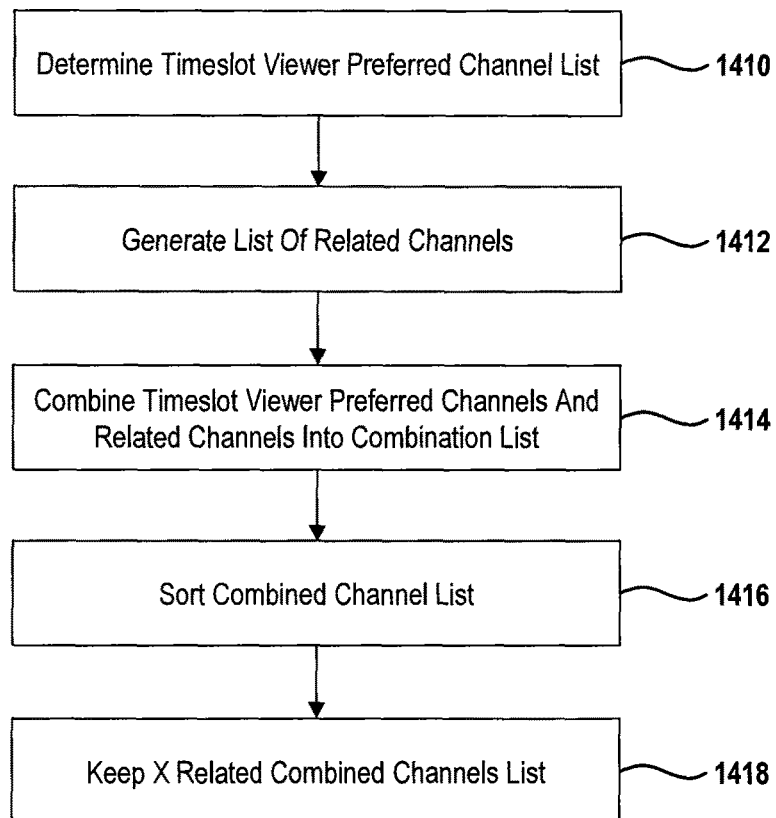 Determine Timeslot Viewer Preferred Channel List
1410
Generate List Of Related Channels
1412
Combine Timeslot Viewer Preferred Channels And
Related Channels Into Combination List
1414
Sort Combined Channel List
1416
Keep X Related Combined Channels List
1418